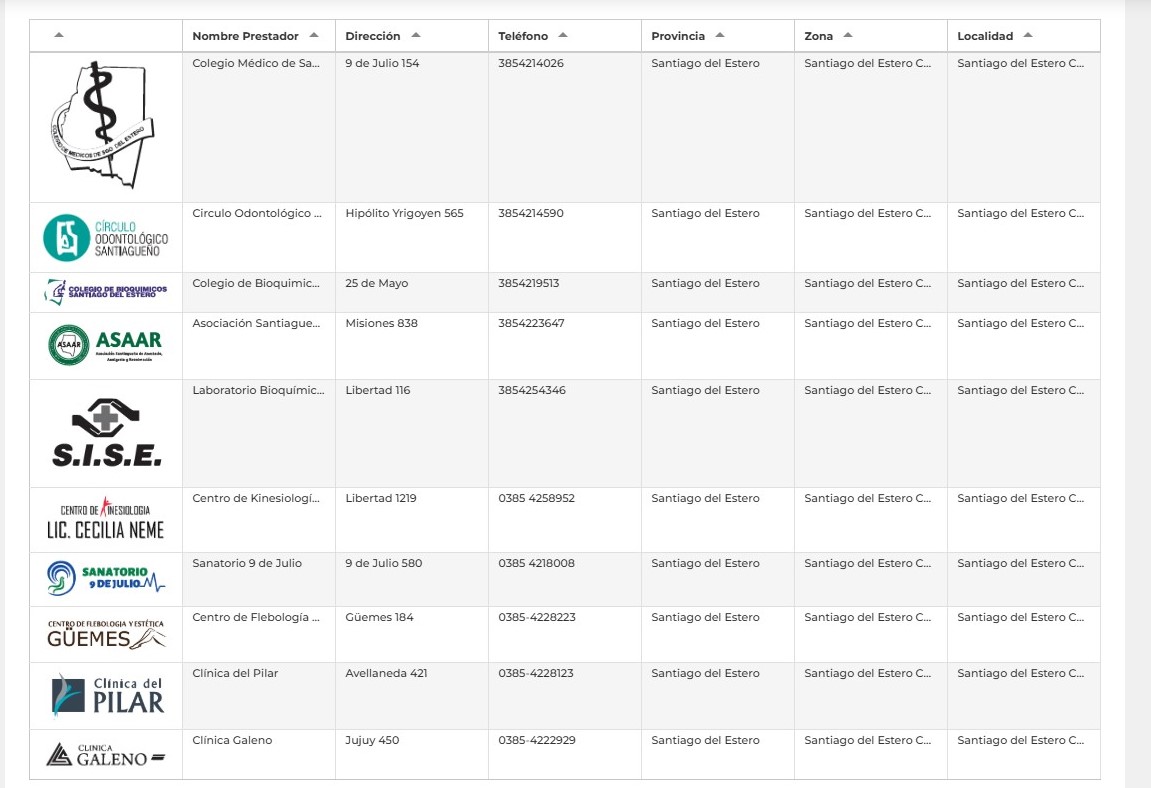 Nombre Prestador Dirección Teléfono Provincia Zona Localidad
COLEGIO DE MEDICOS DE SGO. DEL ESTERO
Colegio Médico de Sa... 9 de Julio 154 3854214026 Santiago del Estero Santiago del Estero C... Santiago del Estero C...
CÍRCULO
ODONTOLÓGICO
SANTIAGUEÑO
Circulo Odontológico ... Hipólito Yrigoyen 565 3854214590 Santiago del Estero Santiago del Estero C... Santiago del Estero C...
COLEGIO DE BIOQUIMICOS
SANTIAGO DEL ESTERO
Colegio de Bioquimic... 25 de Mayo 3854219513 Santiago del Estero Santiago del Estero C... Santiago del Estero C...
ASAAR
ASAAR
Asociación Santiagueña de Anestesia,
Analgesia y Reanimación
Asociación Santiague... Misiones 838 3854223647 Santiago del Estero Santiago del Estero C... Santiago del Estero C...
S.I.S.E.
Laboratorio Bioquímic... Libertad 116 3854254346 Santiago del Estero Santiago del Estero C... Santiago del Estero C...
CENTRO DE KINESIOLOGIA
LIC. CECILIA NEME
Centro de Kinesiologí... Libertad 1219 0385 4258952 Santiago del Estero Santiago del Estero C... Santiago del Estero C...
SANATORIO
9 DE JULIO
Sanatorio 9 de Julio 9 de Julio 580 0385 4218008 Santiago del Estero Santiago del Estero C... Santiago del Estero C...
CENTRO DE FLEBOLOGIA Y ESTÉTICA
GÜEMES
Centro de Flebología ... Güemes 184 0385-4228223 Santiago del Estero Santiago del Estero C... Santiago del Estero C...
Clínica del
PILAR
Clínica del Pilar Avellaneda 421 0385-4228123 Santiago del Estero Santiago del Estero C... Santiago del Estero C...
CLINICA
GALENO
Clínica Galeno Jujuy 450 0385-4222929 Santiago del Estero Santiago del Estero C... Santiago del Estero C...